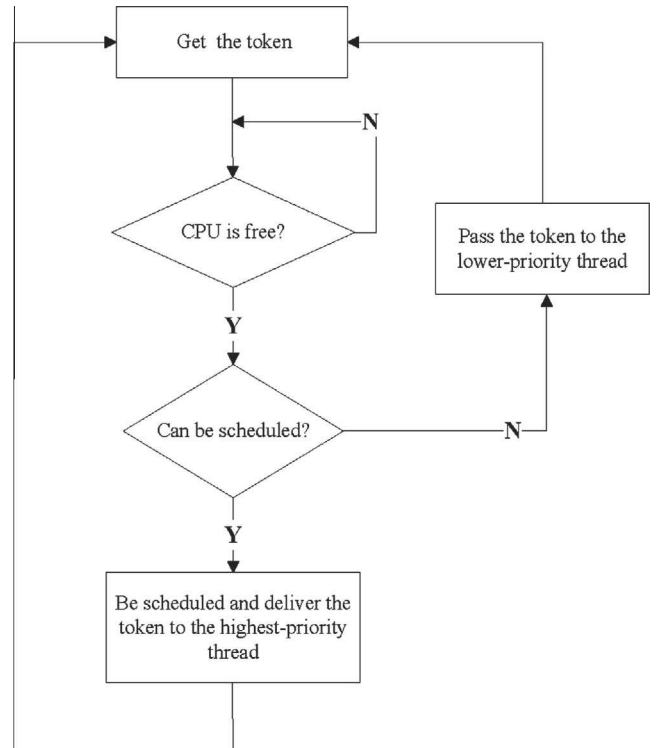 Get the token
N
CPU is free?
Pass the token to the
lower-priority thread
Y
Can be scheduled?
N
Y
Be scheduled and deliver the
token to the highest-priority
thread